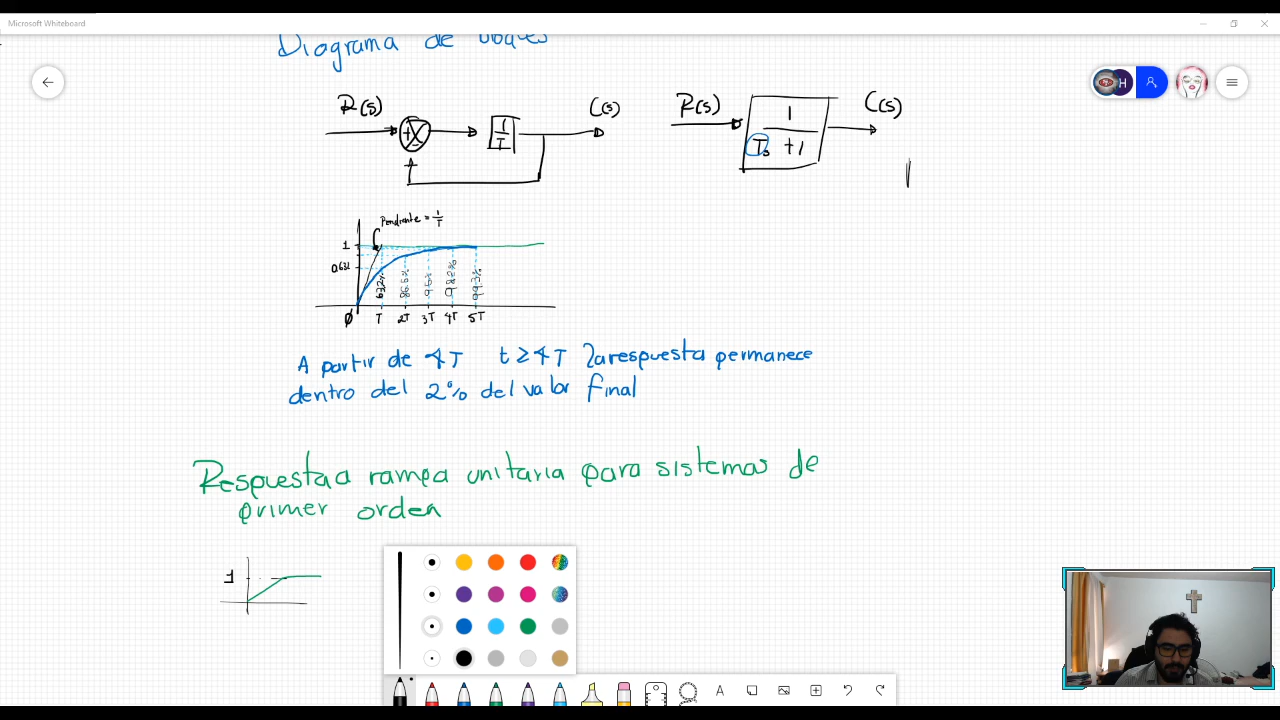 Microsoft Whiteboard
Diagrama de bloques
R(s)
C(s)
1
T
R(s)
1
Ts +1
C(s)
H
Pendiente = 1/T
1
0.632
63.2%
86.5%
95%
98.2%
99.3%
0
T 2T 3T 4T 5T
A partir de 4T t ≥ 4T la respuesta permanece
dentro del 2% del valor final
Respuesta a rampa unitaria para sistemas de
primer orden
1
A